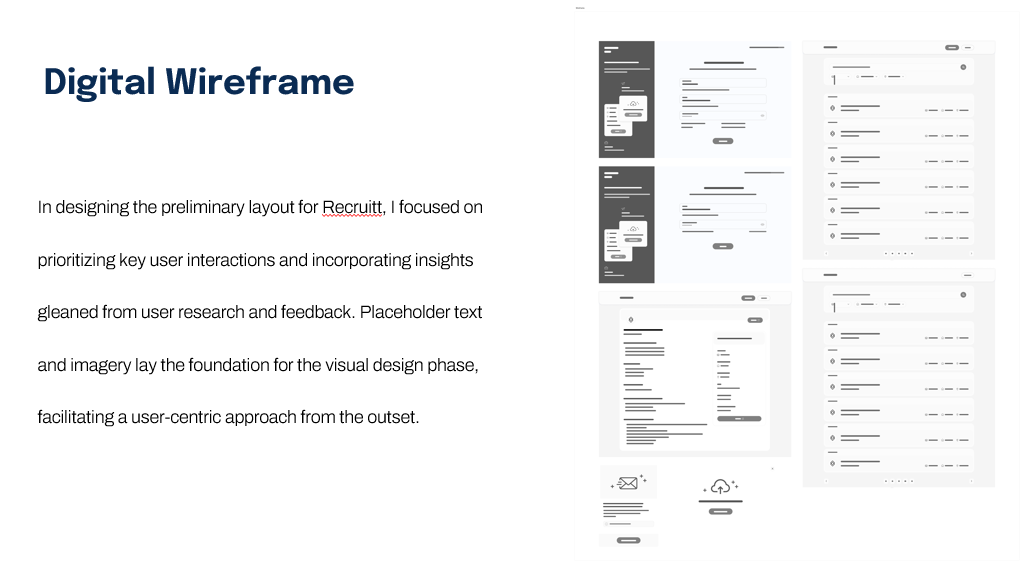 Digital Wireframe
In designing the preliminary layout for Recruitt, I focused on
prioritizing key user interactions and incorporating insights
gleaned from user research and feedback. Placeholder text
and imagery lay the foundation for the visual design phase,
facilitating a user-centric approach from the outset.